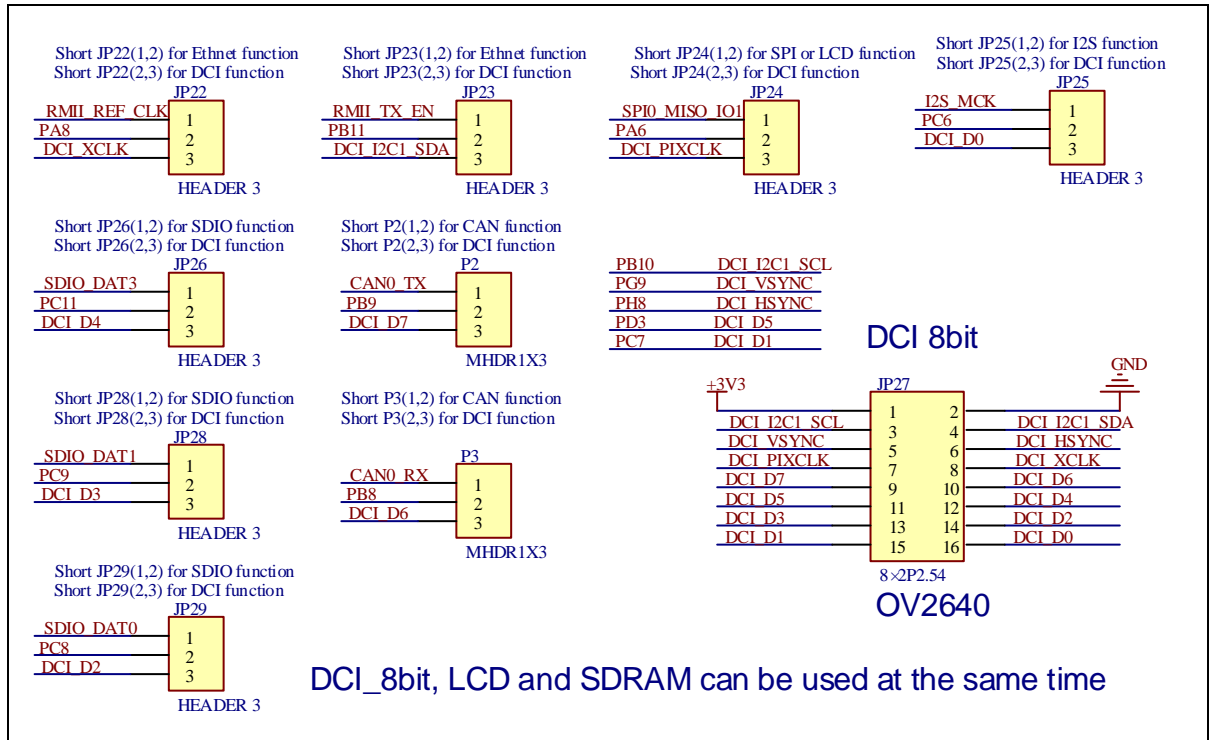 Short JP22(1,2) for Ethnet function
Short JP22(2,3) for DCI function
JP22
RMII_REF_CLK 1
PA8 2
DCI_XCLK 3
HEADER 3
Short JP23(1,2) for Ethnet function
Short JP23(2,3) for DCI function
JP23
RMII_TX_EN 1
PB11 2
DCI_I2C1_SDA 3
HEADER 3
Short JP24(1,2) for SPI or LCD function
Short JP24(2,3) for DCI function
JP24
SPI0_MISO_IO1 1
PA6 2
DCI_PIXCLK 3
HEADER 3
Short JP25(1,2) for I2S function
Short JP25(2,3) for DCI function
JP25
I2S_MCK 1
PC6 2
DCI_D0 3
HEADER 3
Short JP26(1,2) for SDIO function
Short JP26(2,3) for DCI function
JP26
SDIO_DAT3 1
PC11 2
DCI_D4 3
HEADER 3
Short P2(1,2) for CAN function
Short P2(2,3) for DCI function
P2
CAN0_TX 1
PB9 2
DCI_D7 3
MHDR1X3
PB10 DCI_I2C1_SCL
PG9 DCI_VSYNC
PH8 DCI_HSYNC
PD3 DCI_D5
PC7 DCI_D1
DCI 8bit
Short JP28(1,2) for SDIO function
Short JP28(2,3) for DCI function
JP28
SDIO_DAT1 1
PC9 2
DCI_D3 3
HEADER 3
Short P3(1,2) for CAN function
Short P3(2,3) for DCI function
P3
CAN0_RX 1
PB8 2
DCI_D6 3
MHDR1X3
+3V3 JP27 GND
1 2
DCI_I2C1_SCL 3 4 DCI_I2C1_SDA
DCI_VSYNC 5 6 DCI_HSYNC
DCI_PIXCLK 7 8 DCI_XCLK
DCI_D7 9 10 DCI_D6
DCI_D5 11 12 DCI_D4
DCI_D3 13 14 DCI_D2
DCI_D1 15 16 DCI_D0
8×2P2.54
OV2640
Short JP29(1,2) for SDIO function
Short JP29(2,3) for DCI function
JP29
SDIO_DAT0 1
PC8 2
DCI_D2 3
HEADER 3
DCI_8bit, LCD and SDRAM can be used at the same time